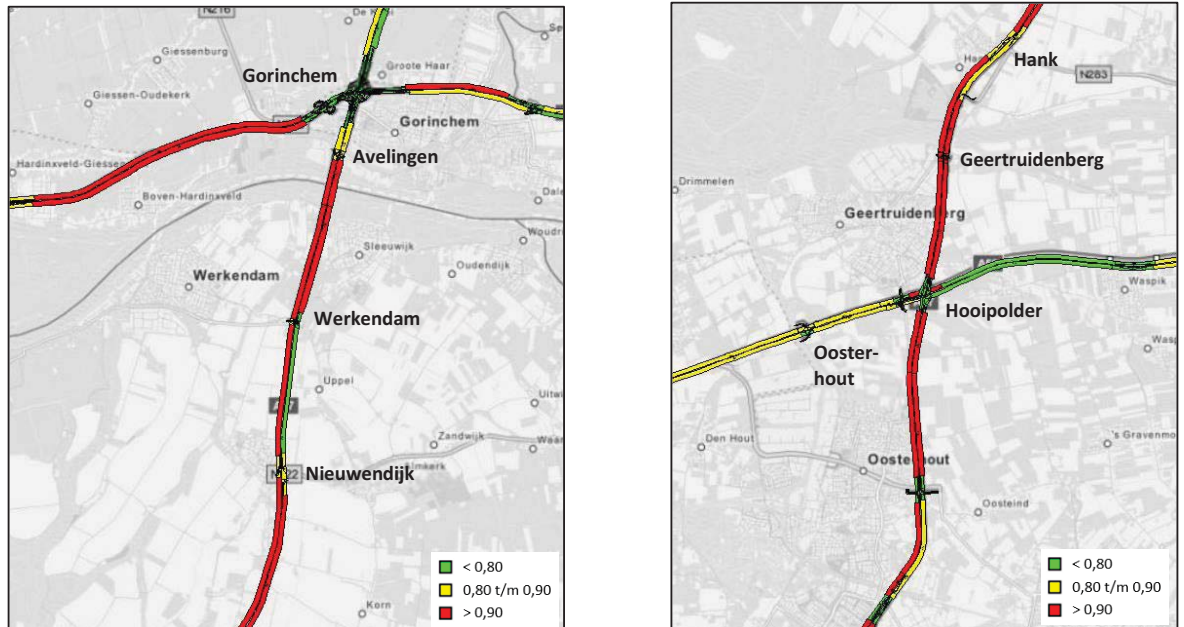 N216
Giessenburg
Gorinchem
Groote Haar
Giessen-Oudekerk
Gorinchem
Avelingen
Hardinxveld-Giessen
Boven-Hardinxveld
Sleeuwijk
Werkendam
Oudendijk
Werkendam
Uppel
Zandwijk
Nieuwendijk
Korn
< 0,80
0,80 t/m 0,90
> 0,90
Hank
N283
Geertruidenberg
Drimmelen
Geertruidenberg
Waspik
Hooipolder
Ooster-
hout
Den Hout
's Gravenmo
Oosterhout
Oosteind
< 0,80
0,80 t/m 0,90
> 0,90